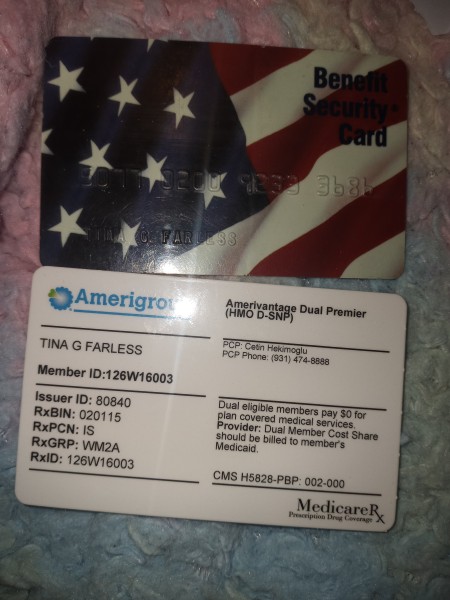 Benefit
Security
Card
TINA G FARLESS
Amerigroup
Amerivantage Dual Premier
(HMO D-SNP)
TINA G FARLESS
Member ID:126W16003
PCP: Cetin Hekimoglu
PCP Phone: (931) 474-8888
Issuer ID: 80840
RxBIN: 020115
RxPCN: IS
RxGRP: WM2A
RxID: 126W16003
Dual eligible members pay $0 for
plan covered medical services.
Provider: Dual Member Cost Share
should be billed to member's
Medicaid.
CMS H5828-PBP: 002-000
MedicareRx
Prescription Drug Coverage